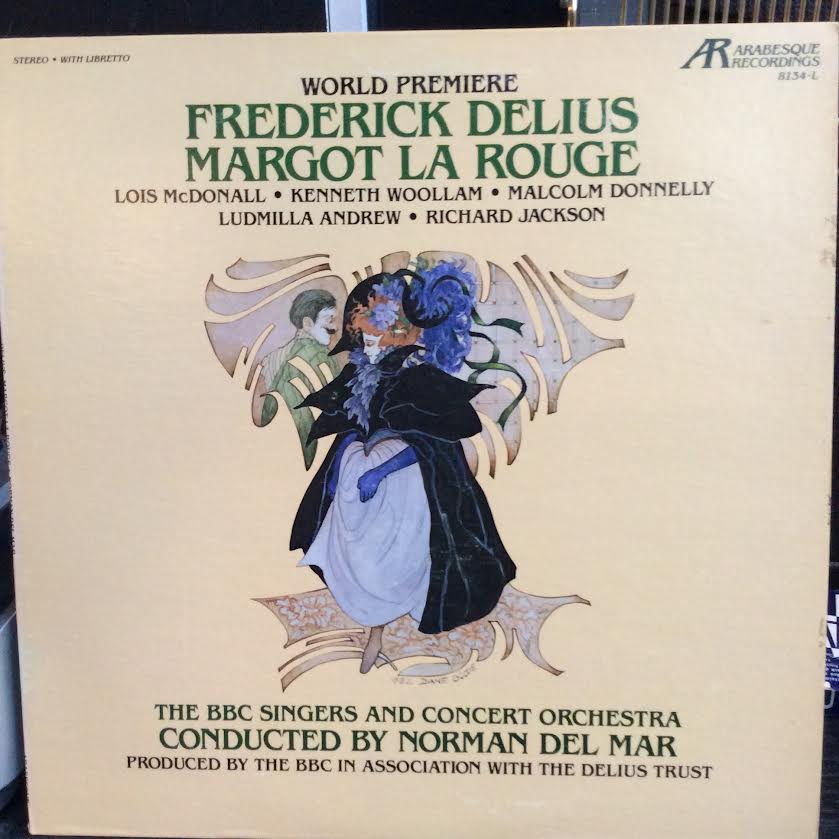 STEREO • WITH LIBRETTO
AR ARABESQUE
RECORDINGS
8134-L
WORLD PREMIERE
FREDERICK DELIUS
MARGOT LA ROUGE
LOIS McDONALL • KENNETH WOOLLAM • MALCOLM DONNELLY
LUDMILLA ANDREW • RICHARD JACKSON
THE BBC SINGERS AND CONCERT ORCHESTRA
CONDUCTED BY NORMAN DEL MAR
PRODUCED BY THE BBC IN ASSOCIATION WITH THE DELIUS TRUST